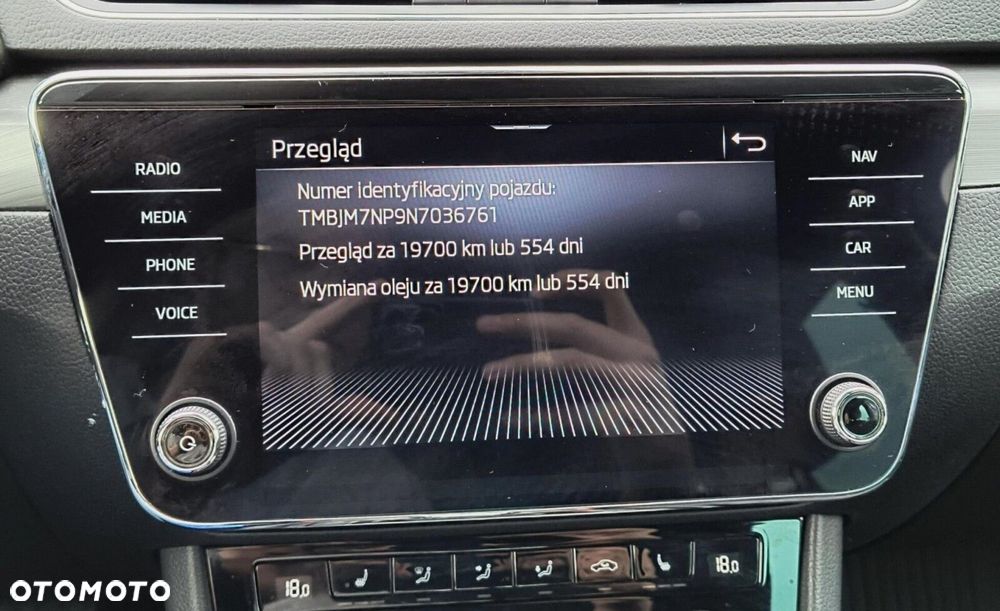 Przegląd
Numer identyfikacyjny pojazdu:
TMBJM7NP9N7036761
Przegląd za 19700 km lub 554 dni
Wymiana oleju za 19700 km lub 554 dni
RADIO
MEDIA
PHONE
VOICE
NAV
APP
CAR
MENU
18.0
18.0
OTOMOTO